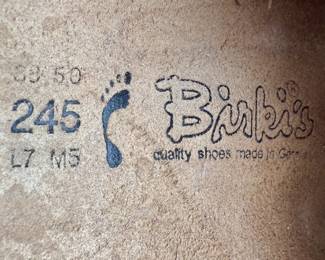 245
L7 M5
Birki's®
quality shoes made in